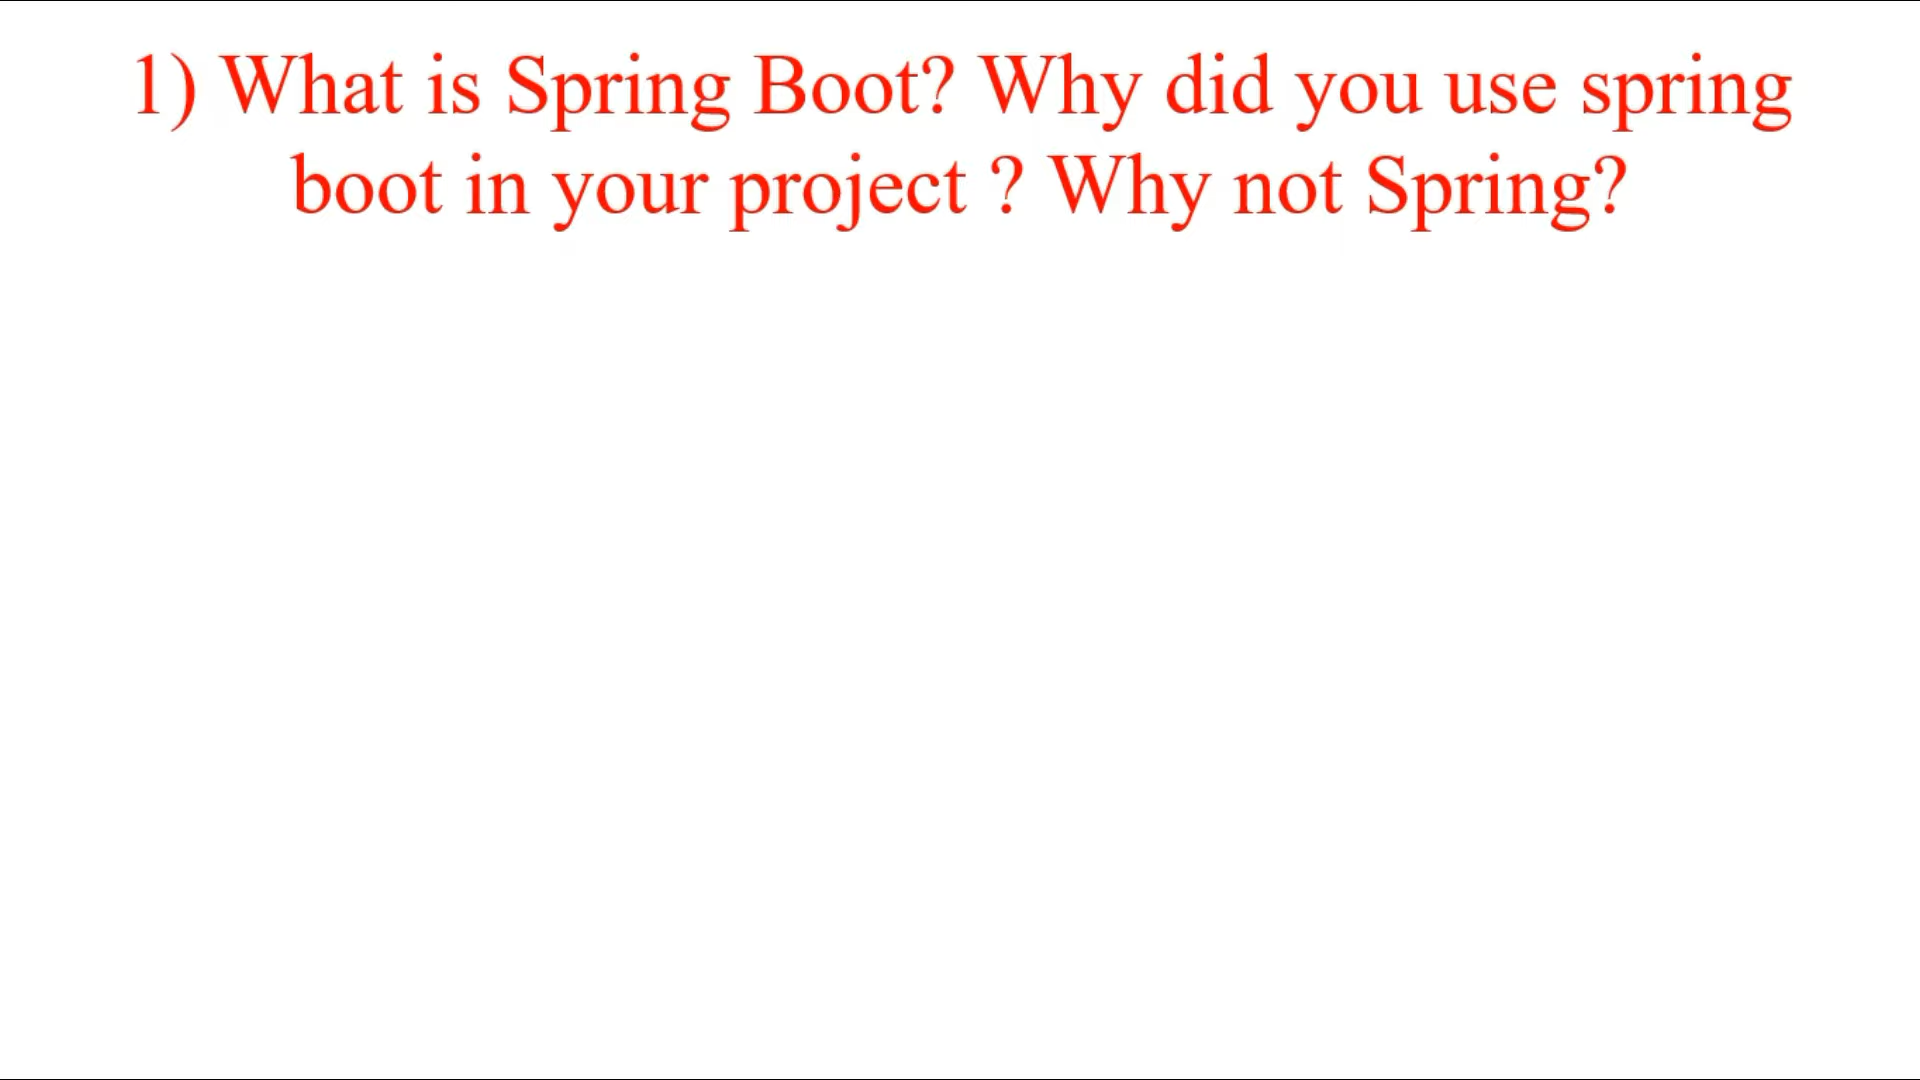 1) What is Spring Boot? Why did you use spring
boot in your project ? Why not Spring?